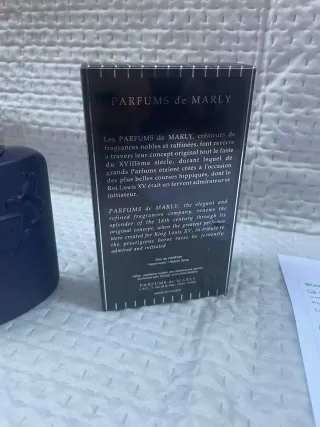 PARFUMS de MARLY
Les PARFUMS de MARLY, créateurs de
fragrances nobles et raffinées, font revivre
à travers leur concept original tout le faste
du XVIIIème siècle, durant lequel de
grands Parfums étaient créés à l'occasion
des plus belles courses hippiques, dont le
Roi Louis XV était un fervent admirateur et
initiateur.
PARFUMS de MARLY, the elegant and
refined fragrance company, renews the
splendor of the 18th century through its
original concept, when the greatest perfumes
were created for King Louis XV, in tribute to
the prestigious horse races he fervently
admired and initiated
PARFUMS de MARLY